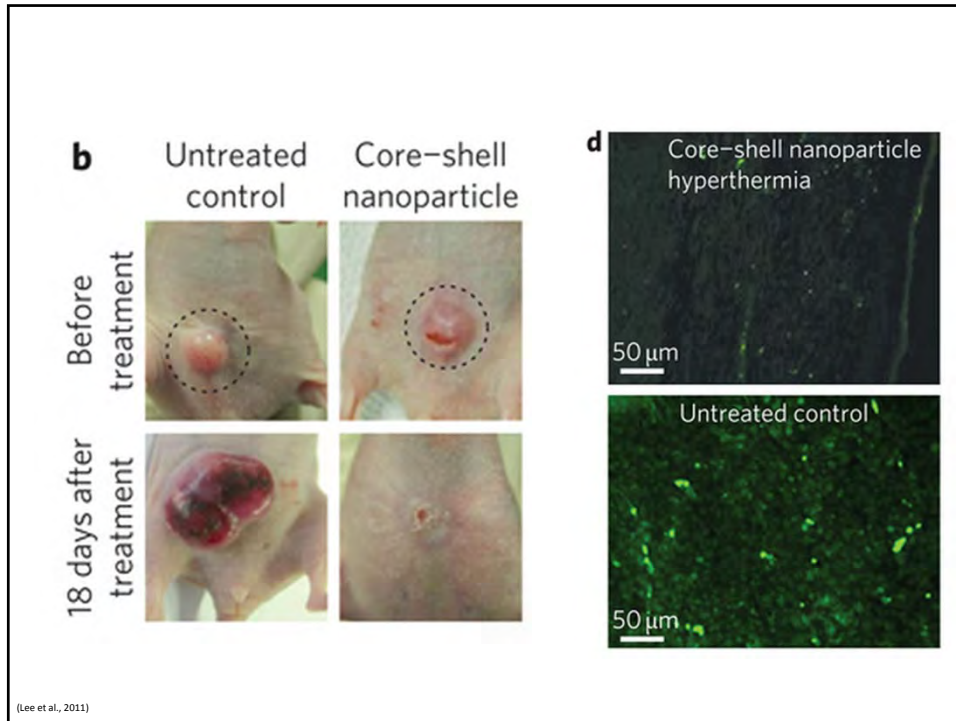 b
Untreated
control
Core–shell
nanoparticle
Before
treatment
18 days after
treatment
d
Core–shell nanoparticle
hyperthermia
50 μm
Untreated control
50 μm
(Lee et al., 2011)